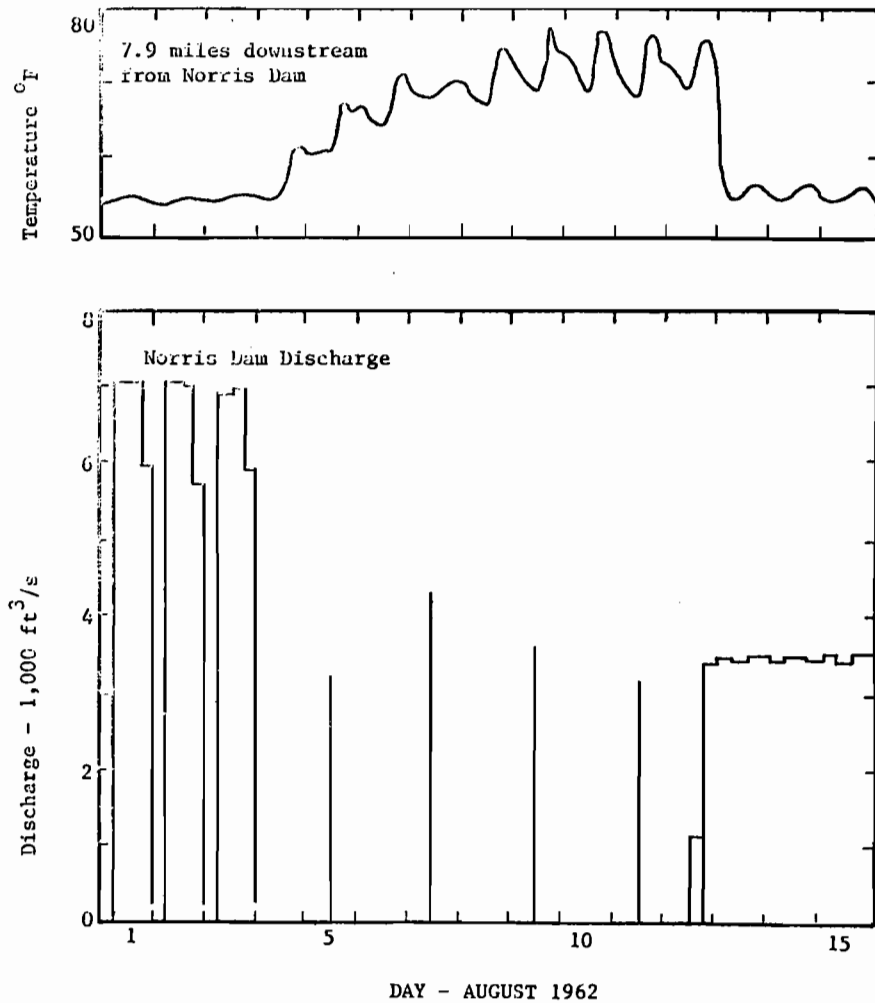 80
7.9 miles downstream
from Norris Dam
Temperature °F
50
8
Norris Dam Discharge
6
4
2
0
Discharge - 1,000 ft³/s
1 5 10 15
DAY - AUGUST 1962